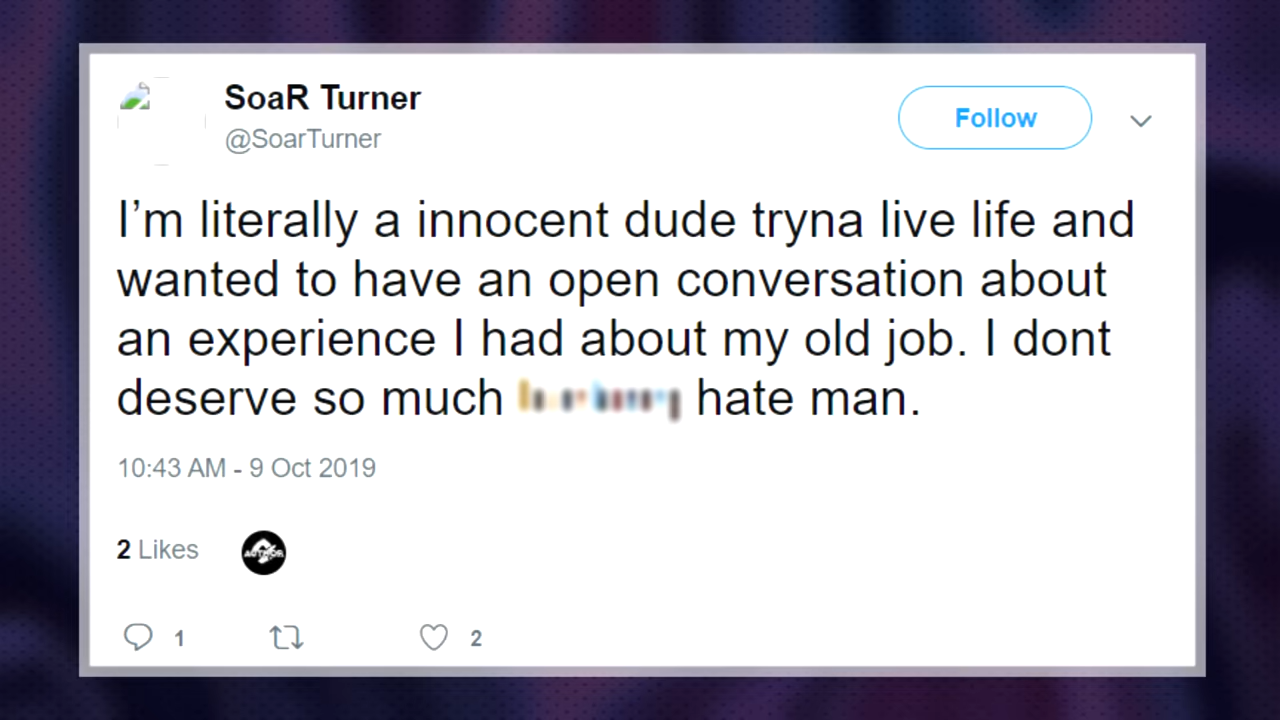 SoaR Turner
@SoarTurner
Follow
I’m literally a innocent dude tryna live life and
wanted to have an open conversation about
an experience I had about my old job. I dont
deserve so much hate man.
10:43 AM - 9 Oct 2019
2 Likes
AUTHOR
1
2